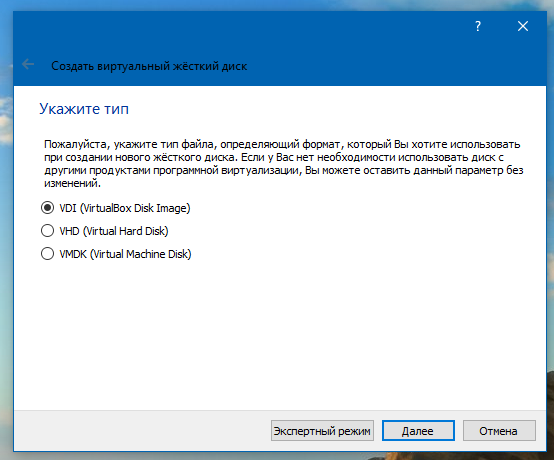 ?
Создать виртуальный жёсткий диск
Укажите тип
Пожалуйста, укажите тип файла, определяющий формат, который Вы хотите использовать
при создании нового жёсткого диска. Если у Вас нет необходимости использовать диск с
другими продуктами программной виртуализации, Вы можете оставить данный параметр без
изменений.
VDI (VirtualBox Disk Image)
VHD (Virtual Hard Disk)
VMDK (Virtual Machine Disk)
Экспертный режим Далее Отмена